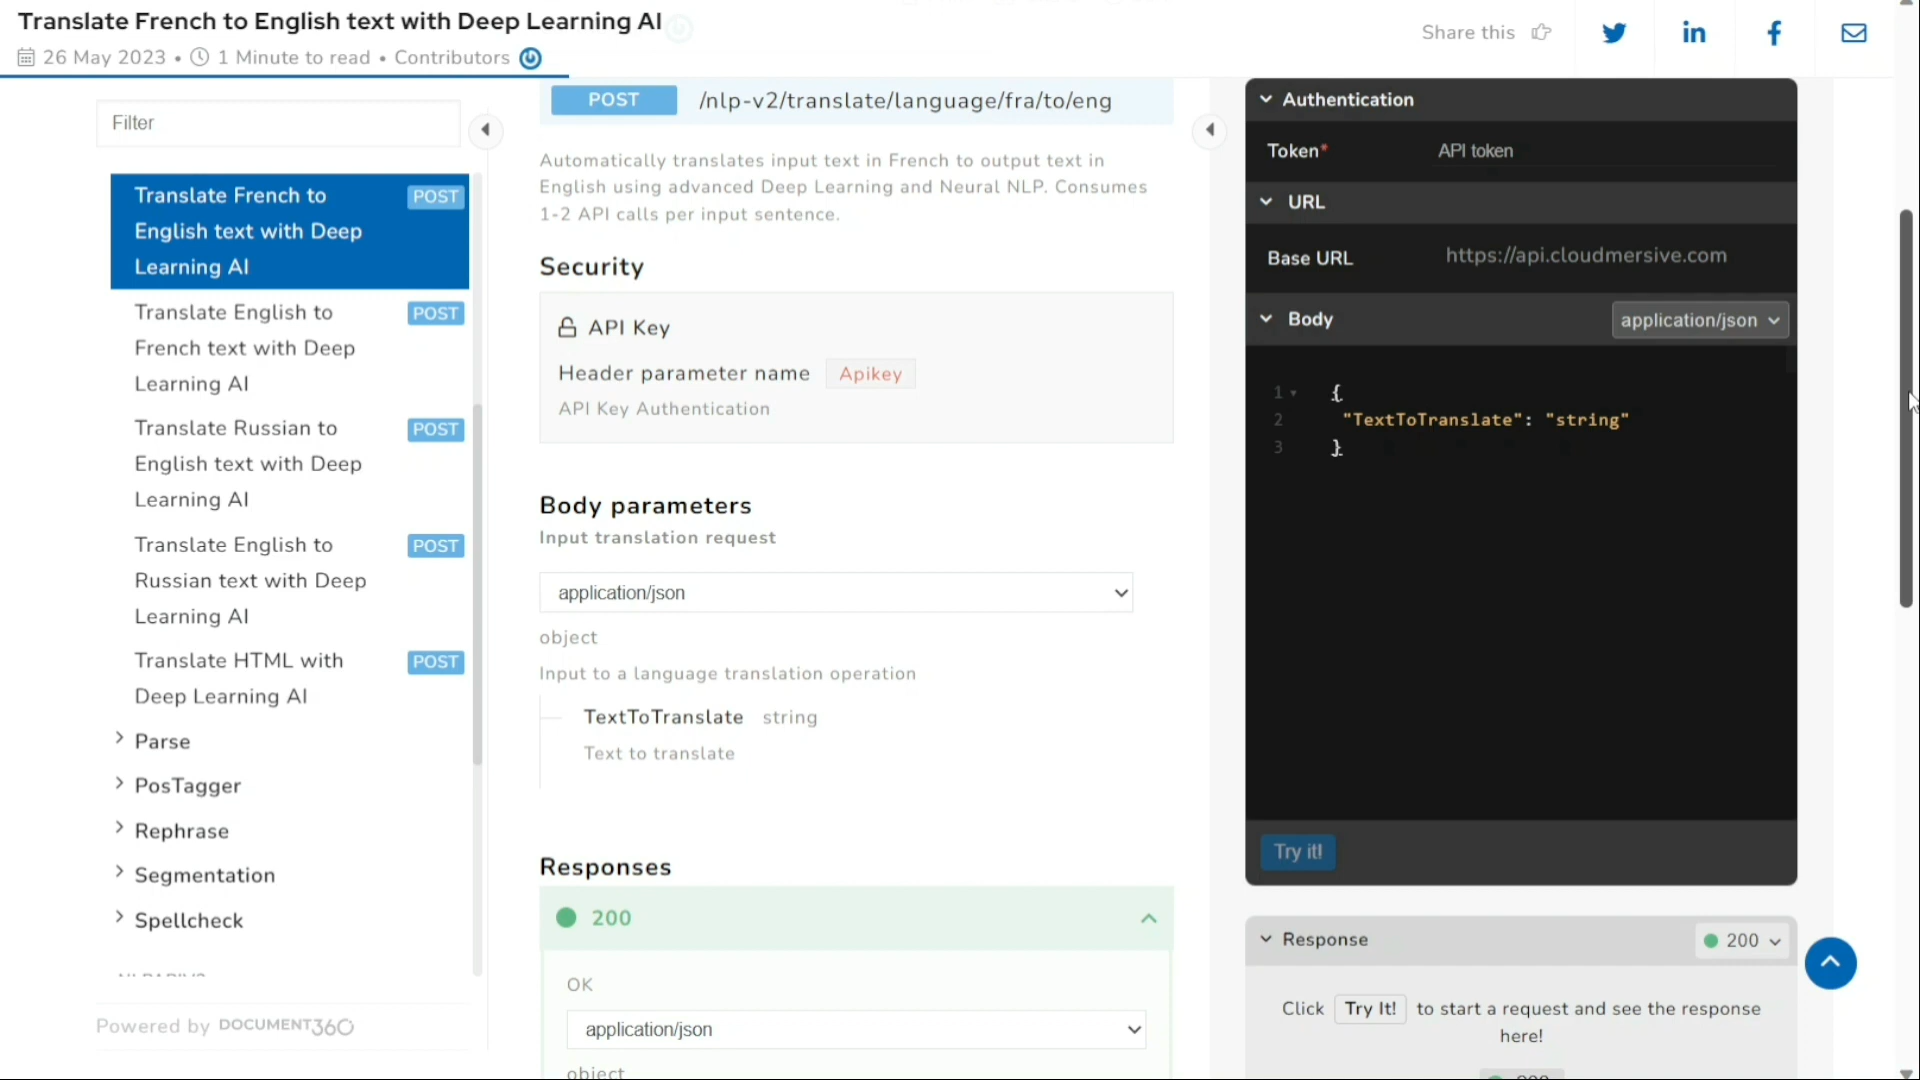 Translate French to English text with Deep Learning AI
26 May 2023 • 1 Minute to read • Contributors
Share this
Filter
Translate French to English text with Deep Learning AI
POST
Translate English to French text with Deep Learning AI
POST
Translate Russian to English text with Deep Learning AI
POST
Translate English to Russian text with Deep Learning AI
POST
Translate HTML with Deep Learning AI
POST
Parse
PosTagger
Rephrase
Segmentation
Spellcheck
Powered by DOCUMENT360
POST /nlp-v2/translate/language/fra/to/eng
Automatically translates input text in French to output text in
English using advanced Deep Learning and Neural NLP. Consumes
1-2 API calls per input sentence.
Security
API Key
Header parameter name Apikey
API Key Authentication
Body parameters
Input translation request
application/json
object
Input to a language translation operation
TextToTranslate string
Text to translate
Responses
200
OK
application/json
object
Authentication
Token* API token
URL
Base URL https://api.cloudmersive.com
Body application/json
1 {
2 "TextToTranslate": "string"
3 }
Try it!
Response 200
Click Try It! to start a request and see the response
here!